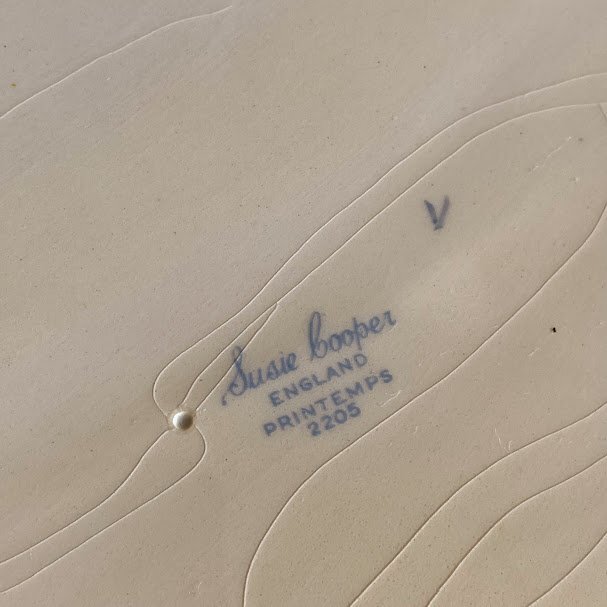 V
Susie Cooper
ENGLAND
PRINTEMPS
2205